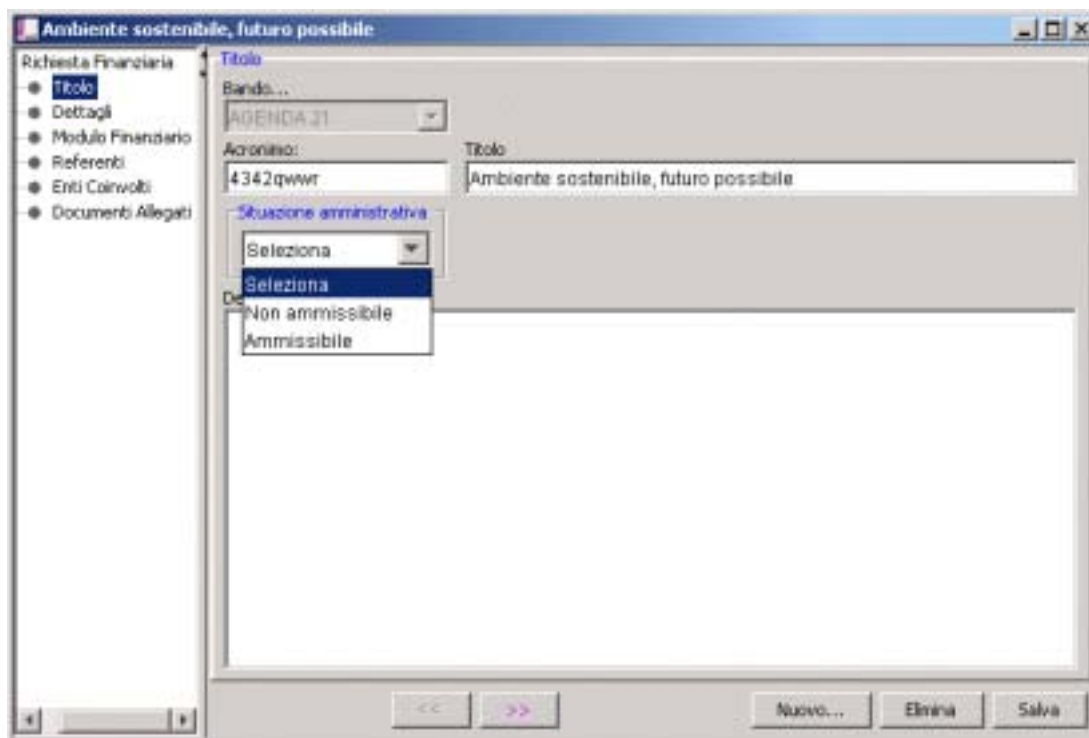 Ambiente sostenibile, futuro possibile
Richiesta Finanziaria
Titolo
Dettagli
Modulo Finanziario
Referenti
Enti Coinvolti
Documenti Allegati
Titolo
Bando...
AGENDA 21
Acronimo:
Titolo
4342qwwr
Ambiente sostenibile, futuro possibile
Situazione amministrativa
Seleziona
Seleziona
De
Non ammissibile
Ammissibile
<< >>
Nuovo... Elimina Salva